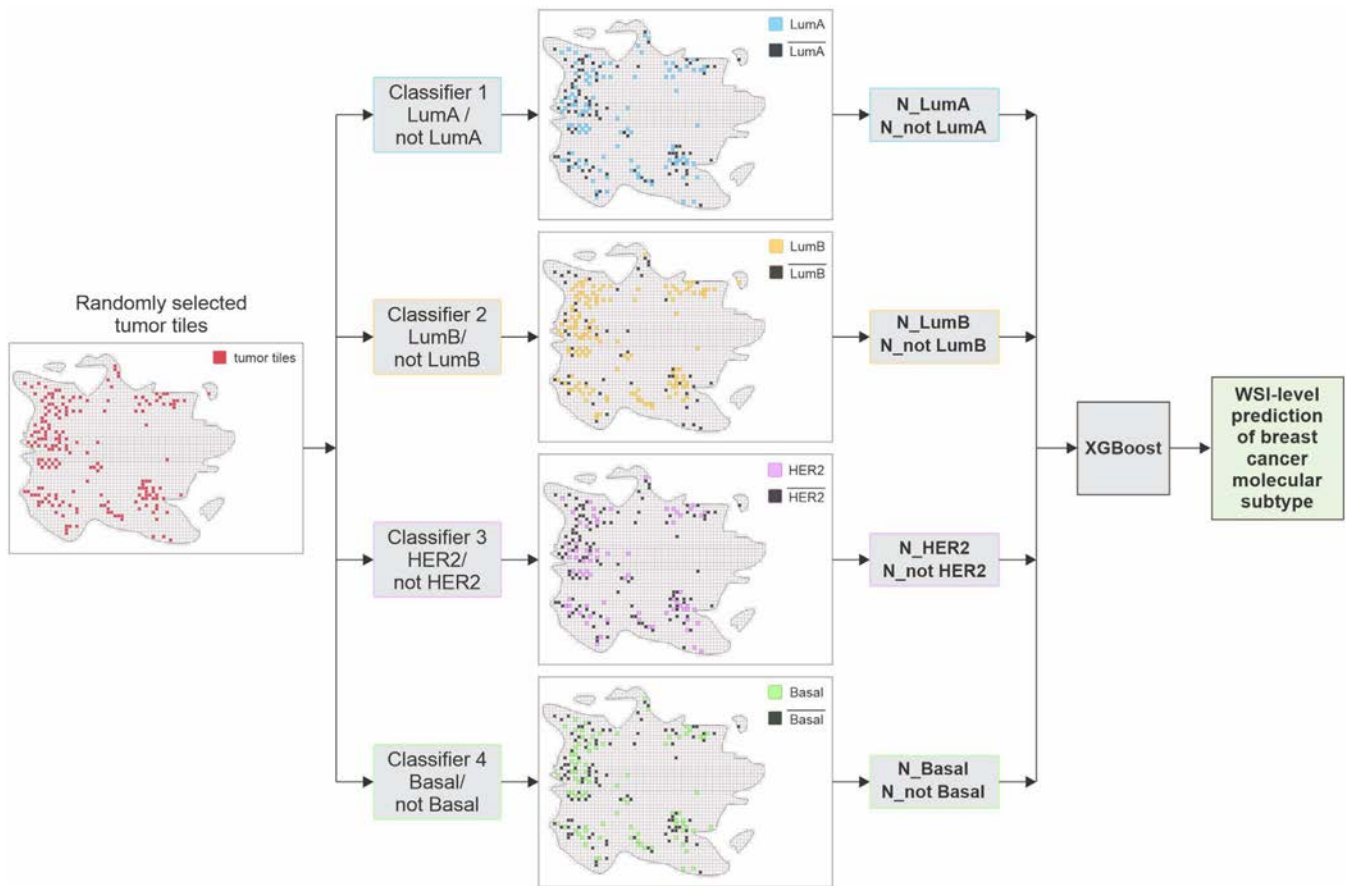 Randomly selected
tumor tiles
tumor tiles
Classifier 1
LumA /
not LumA
LumA
LumA
N_LumA
N_not LumA
Classifier 2
LumB/
not LumB
LumB
LumB
N_LumB
N_not LumB
Classifier 3
HER2/
not HER2
HER2
HER2
N_HER2
N_not HER2
Classifier 4
Basal/
not Basal
Basal
Basal
N_Basal
N_not Basal
XGBoost
WSI-level
prediction
of breast
cancer
molecular
subtype